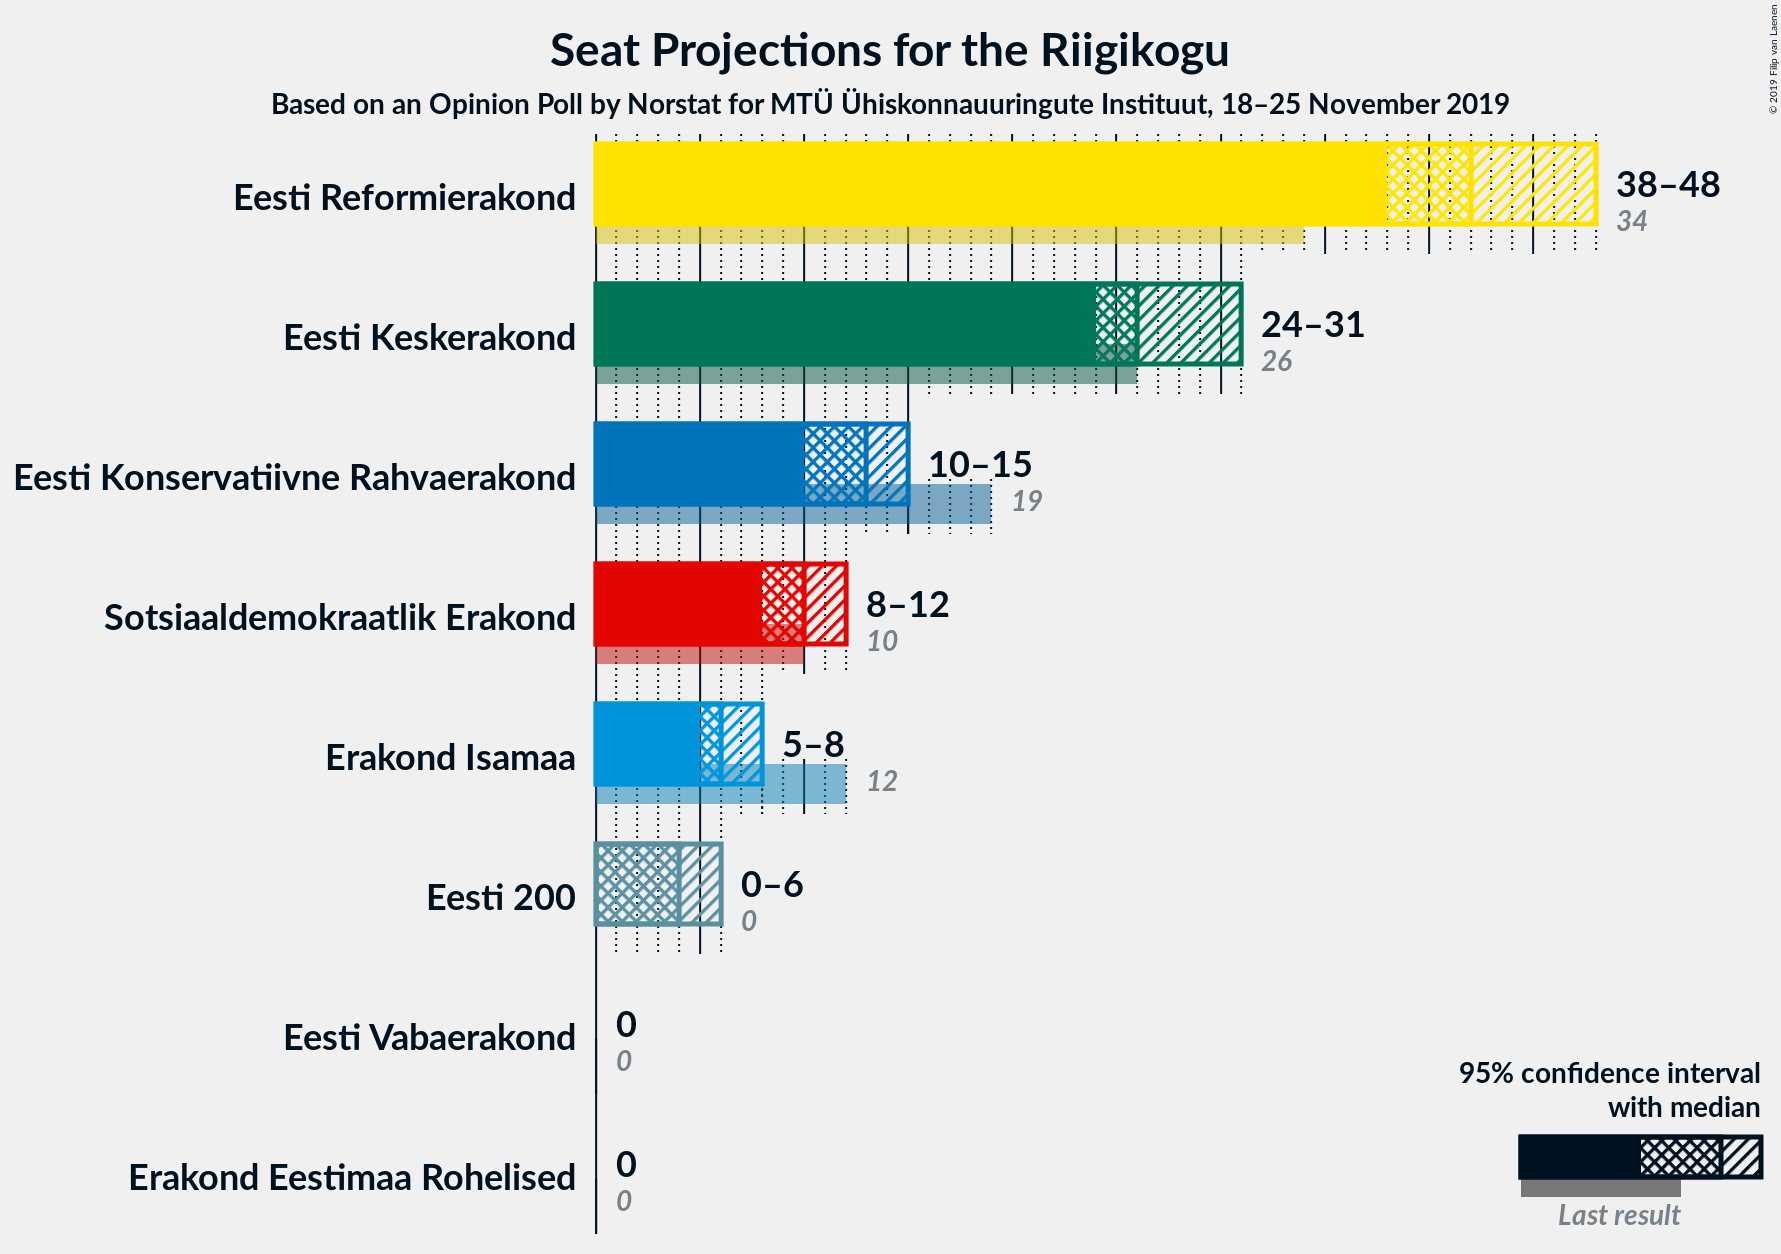 Seat Projections for the Riigikogu
Based on an Opinion Poll by Norstat for MTÜ Ühiskonnauuringute Instituut, 18–25 November 2019
© 2019 Filip van Laenen
Eesti Reformierakond
38–48
34
Eesti Keskerakond
24–31
26
Eesti Konservatiivne Rahvaerakond
10–15
19
Sotsiaaldemokraatlik Erakond
8–12
10
Erakond Isamaa
5–8
12
Eesti 200
0–6
0
Eesti Vabaerakond
0
0
Erakond Eestimaa Rohelised
0
0
95% confidence interval
with median
Last result